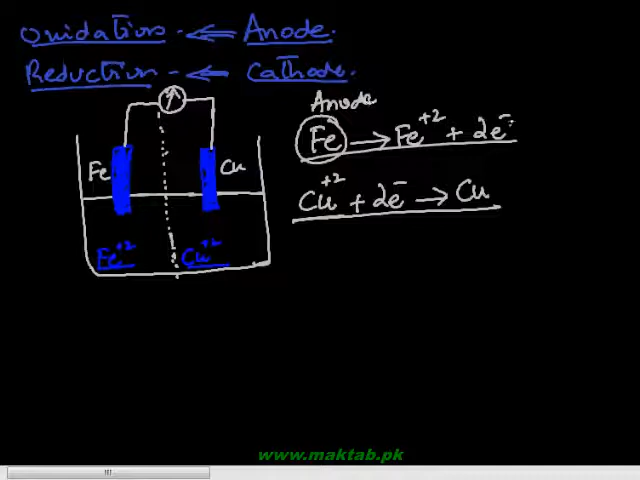 Oxidation ← Anode.
Reduction ← Cathode.
Anode
Fe → Fe+2 + 2e-
Cu+2 + 2e- → Cu
Fe Cu
Fe+2 Cu+2
www.maktab.pk